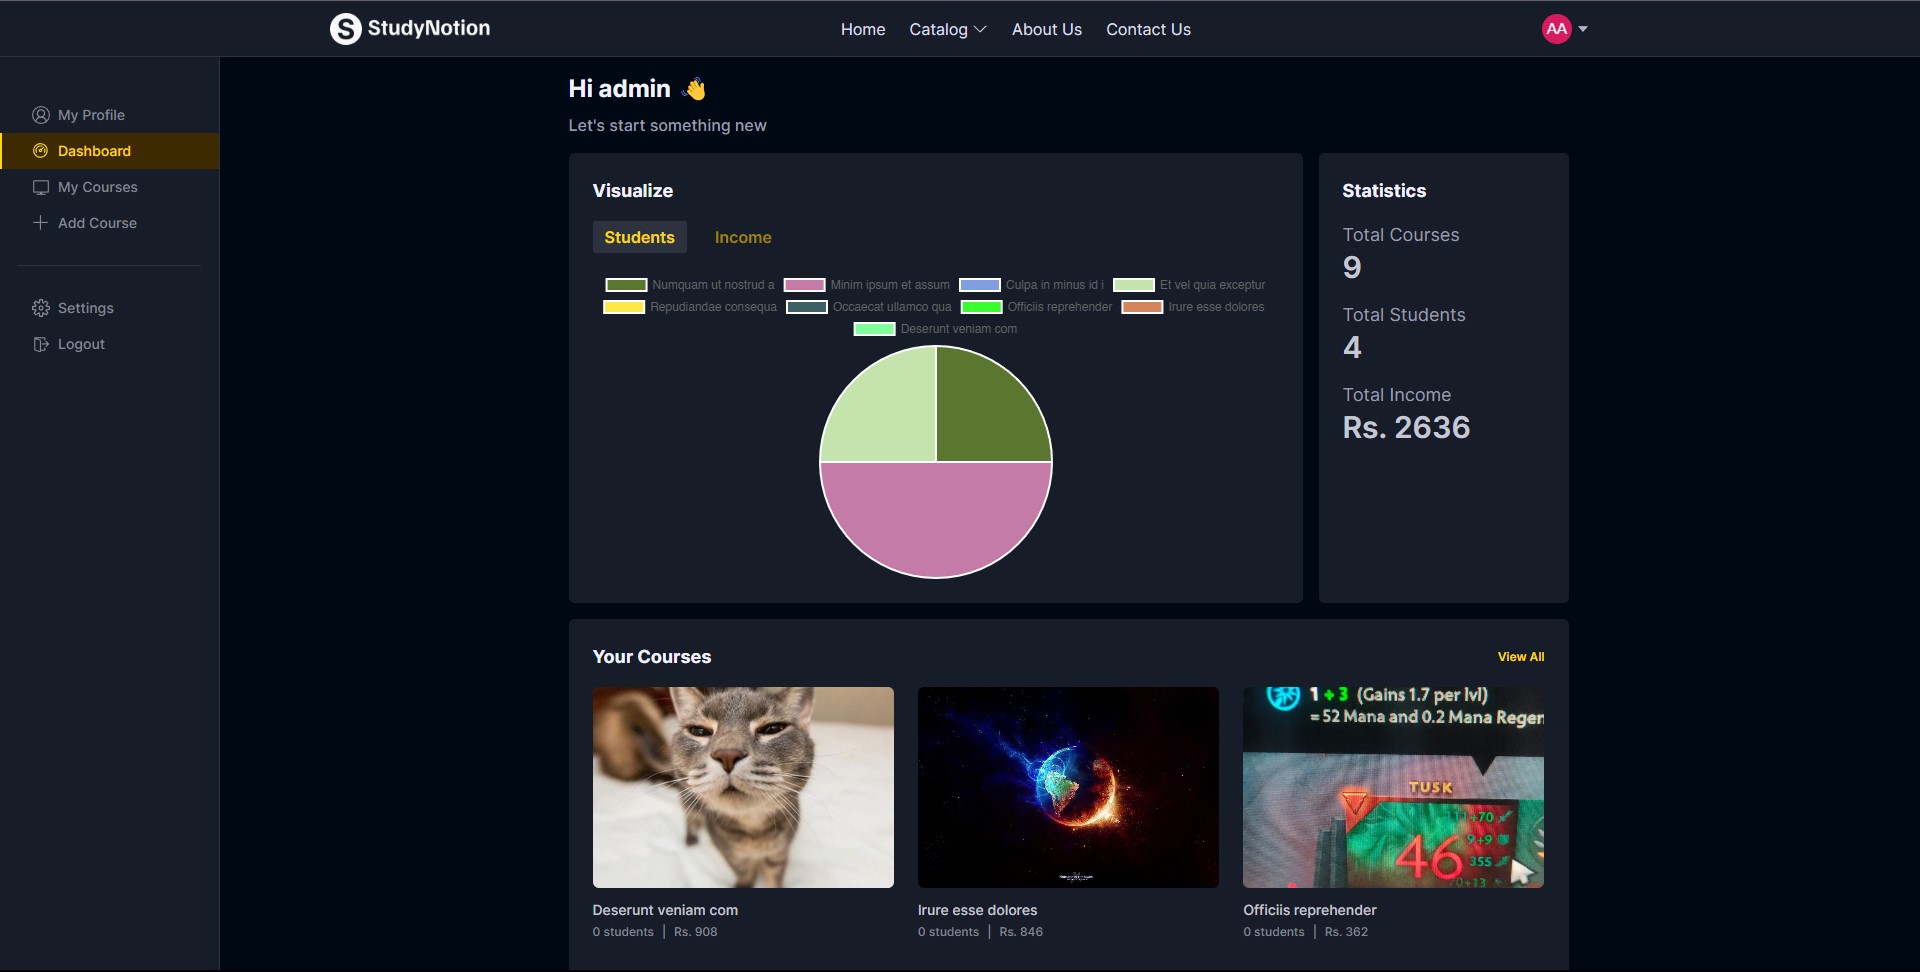 S StudyNotion
Home Catalog About Us Contact Us
AA
My Profile
Dashboard
My Courses
Add Course
Settings
Logout
Hi admin 👋
Let's start something new
Visualize
Students Income
Numquam ut nostrud a Minim ipsum et assum Culpa in minus id i Et vel quia exceptur
Repudiandae consequa Occaecat ullamco qua Officiis reprehender Irure esse dolores
Deserunt veniam com
Statistics
Total Courses
9
Total Students
4
Total Income
Rs. 2636
Your Courses
View All
1 + 3 (Gains 1.7 per lvl)
= 52 Mana and 0.2 Mana Regen
TUSK
+70
9+9
46
355
+13
Deserunt veniam com
0 students | Rs. 908
Irure esse dolores
0 students | Rs. 846
Officiis reprehender
0 students | Rs. 362